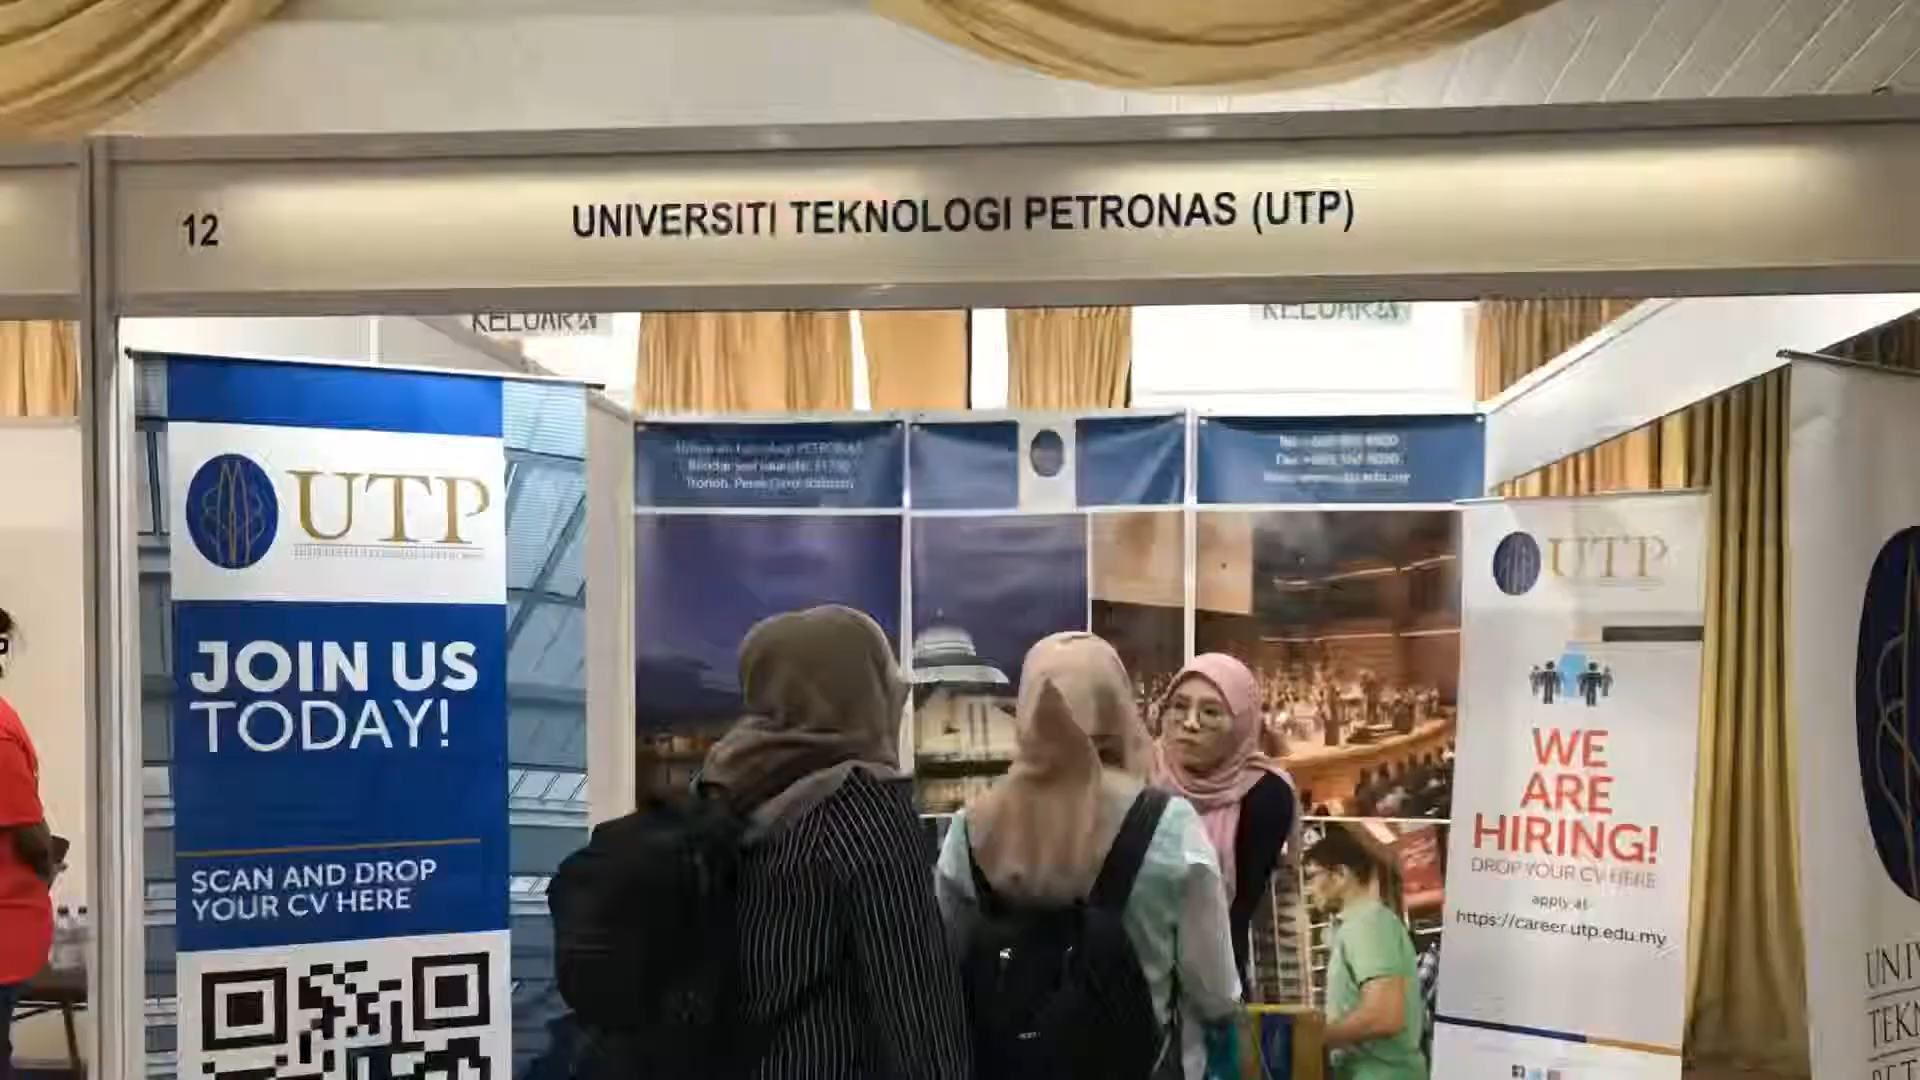 12
UNIVERSITI TEKNOLOGI PETRONAS (UTP)
KELUAR
KELUAR
UTP
JOIN US
TODAY!
SCAN AND DROP
YOUR CV HERE
UTP
WE
ARE
HIRING!
DROP YOUR CV HERE
apply at
https://career.utp.edu.my